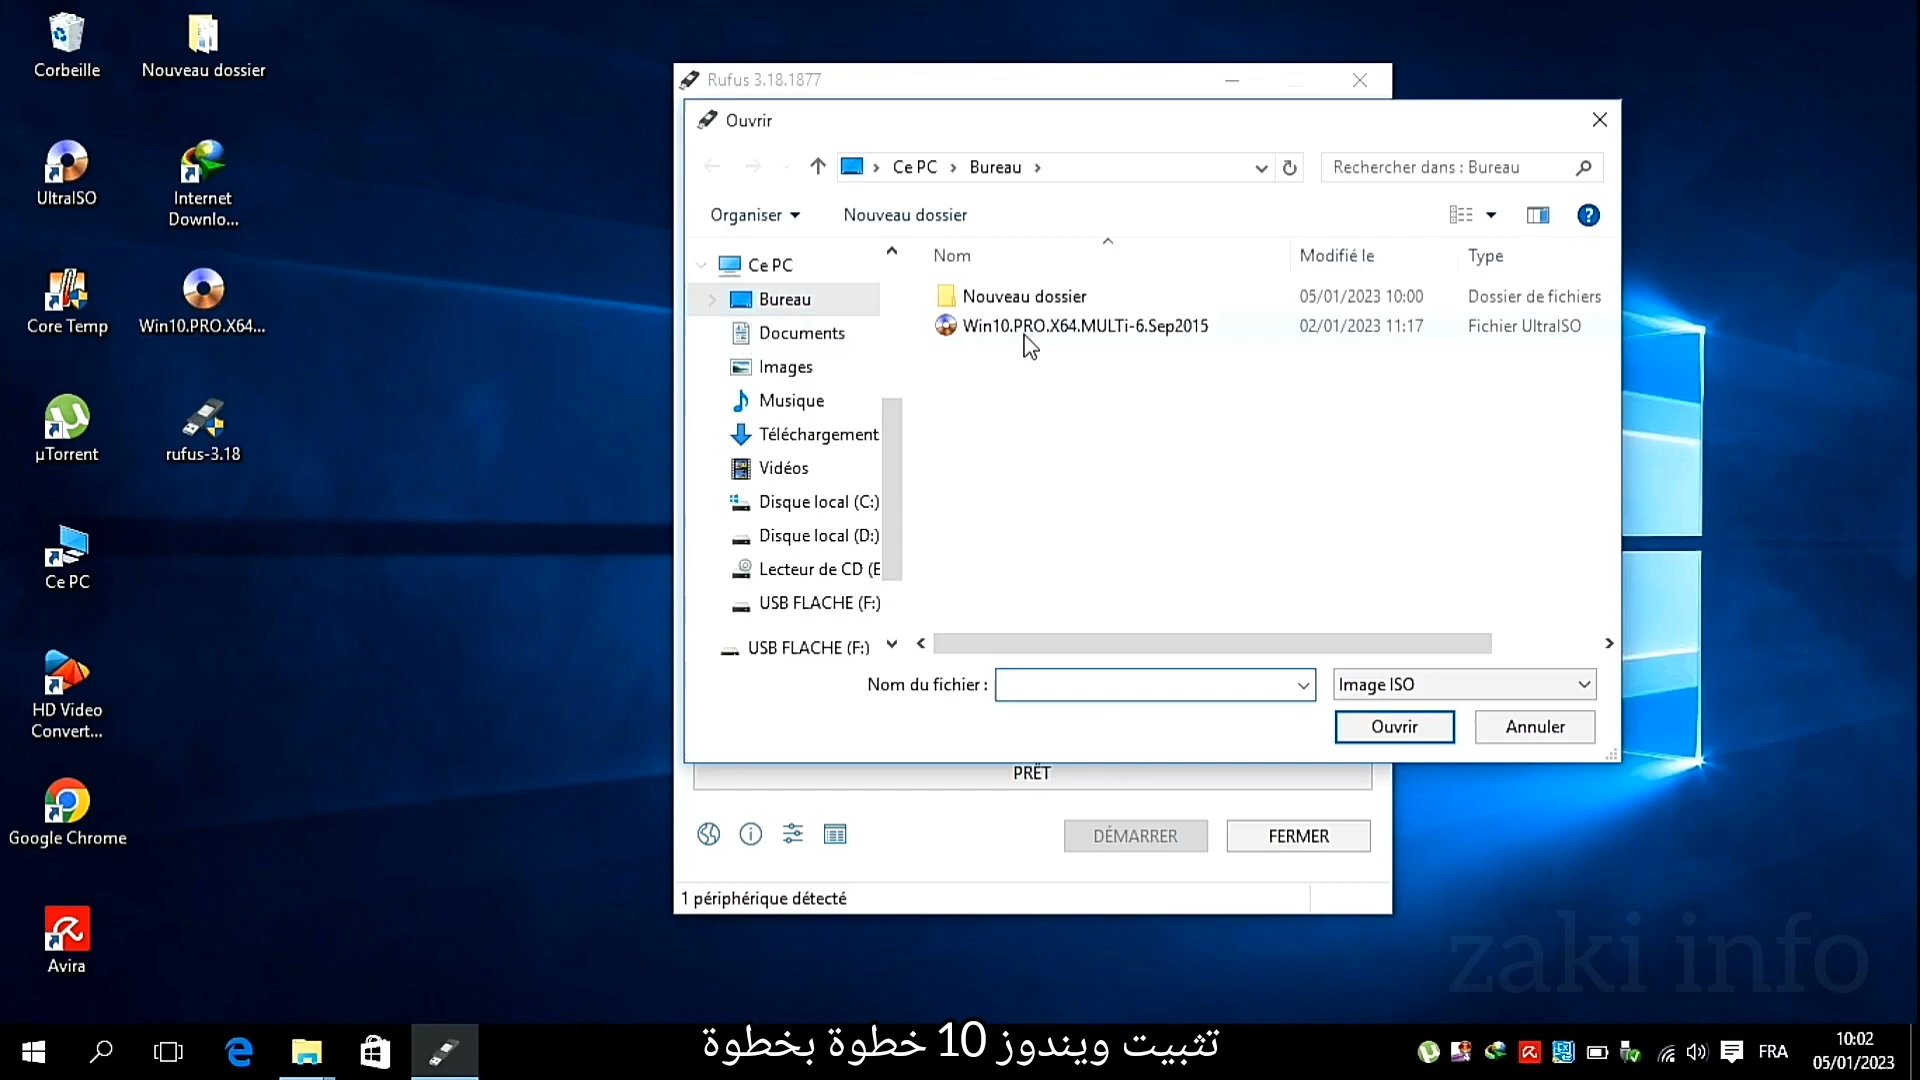 Corbeille
Nouveau dossier
UltraISO
Internet
Downlo...
Core Temp
Win10.PRO.X64...
µTorrent
rufus-3.18
Ce PC
HD Video
Convert...
Google Chrome
Avira
Rufus 3.18.1877
Ouvrir
Ce PC
Bureau
Rechercher dans : Bureau
Organiser
Nouveau dossier
Nom
Modifié le
Type
Ce PC
Bureau
Documents
Images
Musique
Téléchargement
Vidéos
Disque local (C:)
Disque local (D:)
Lecteur de CD (E
USB FLACHE (F:)
USB FLACHE (F:)
Nouveau dossier 05/01/2023 10:00 Dossier de fichiers
Win10.PRO.X64.MULTi-6.Sep2015 02/01/2023 11:17 Fichier UltraISO
Nom du fichier :
Image ISO
Ouvrir
Annuler
PRÊT
DÉMARRER
FERMER
1 périphérique détecté
zaki info
تثبيت ويندوز 10 خطوة بخطوة
FRA
10:02
05/01/2023